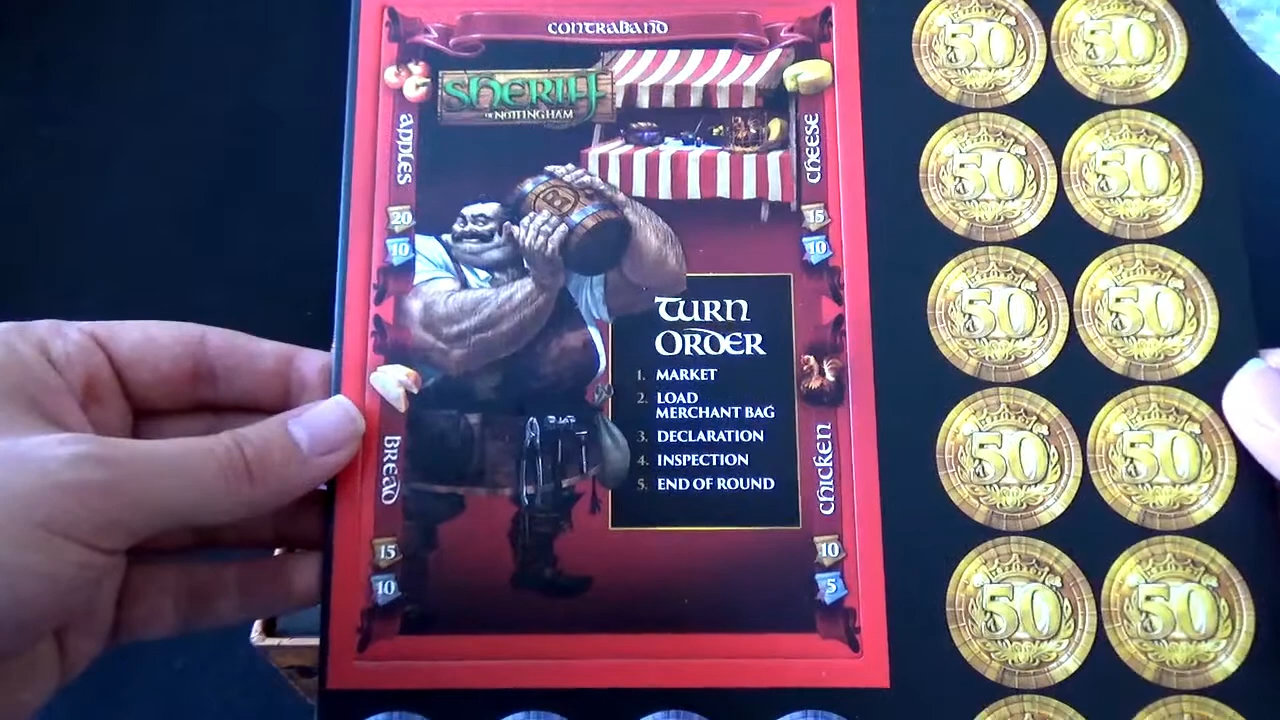 CONTRABAND
SHERIFF
OF NOTTINGHAM
APPLES
20
10
CHEESE
15
10
B
TURN
ORDER
1. MARKET
2. LOAD
MERCHANT BAG
3. DECLARATION
4. INSPECTION
5. END OF ROUND
BREAD
15
10
CHICKEN
10
5
50 50
50 50
50 50
50 50
50 50